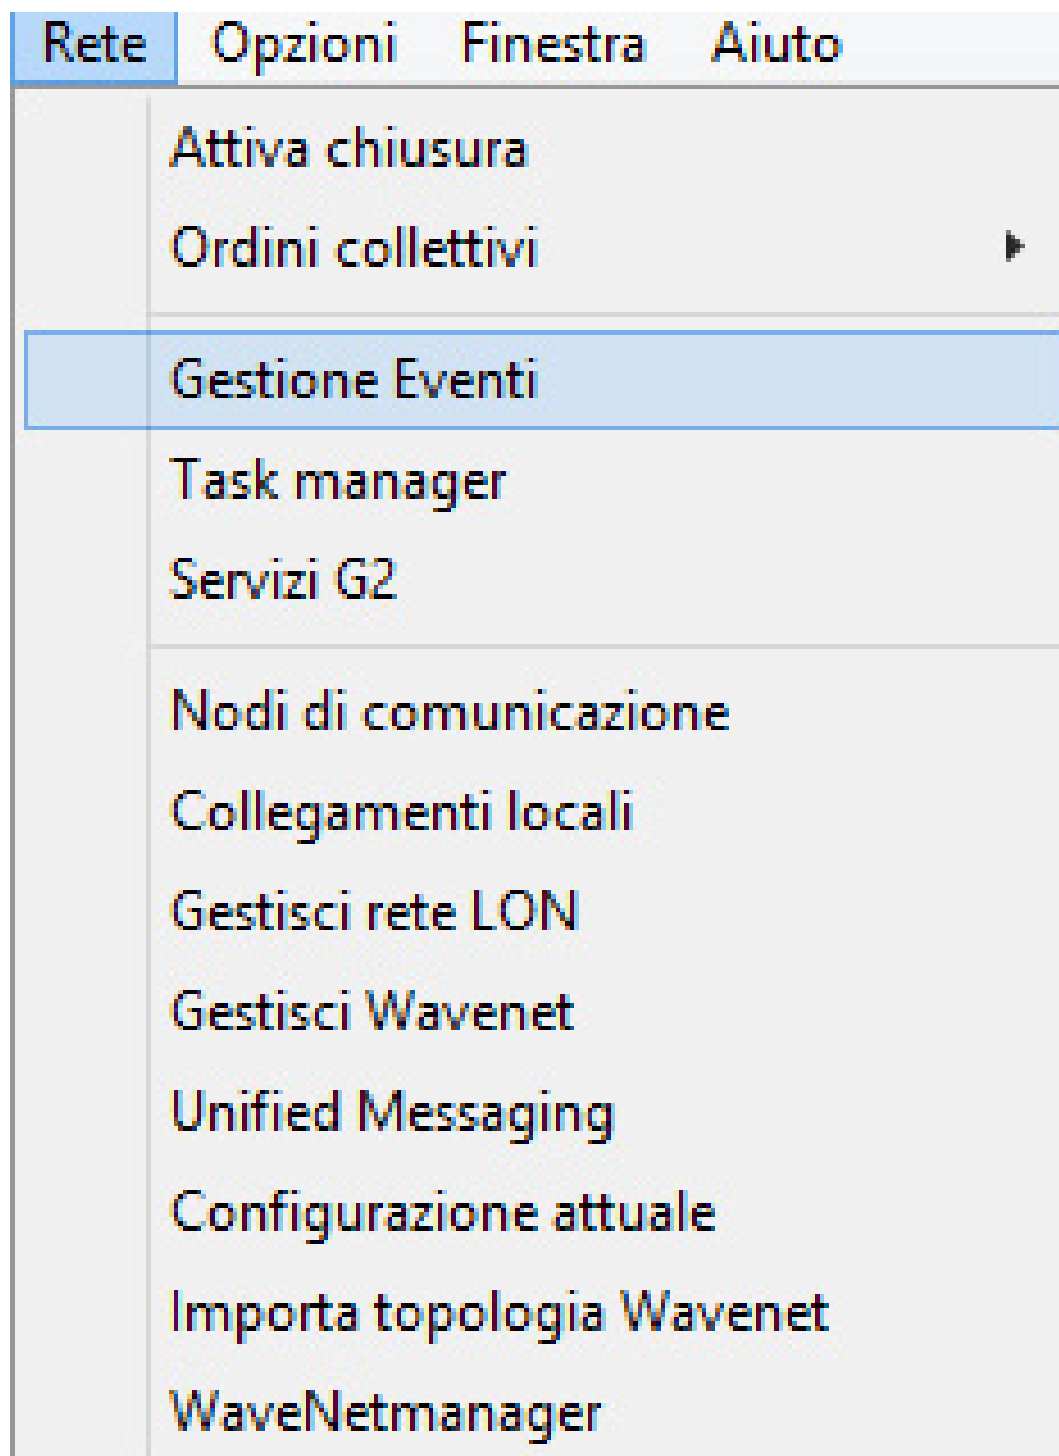 Rete Opzioni Finestra Aiuto
Attiva chiusura
Ordini collettivi
Gestione Eventi
Task manager
Servizi G2
Nodi di comunicazione
Collegamenti locali
Gestisci rete LON
Gestisci Wavenet
Unified Messaging
Configurazione attuale
Importa topologia Wavenet
WaveNetmanager